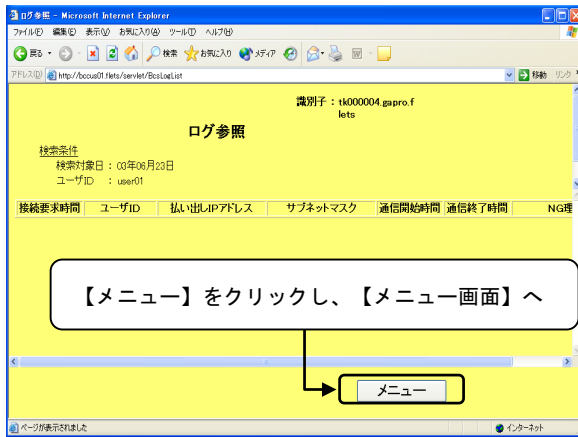 ログ参照 - Microsoft Internet Explorer
ファイル(F) 編集(E) 表示(V) お気に入り(A) ツール(T) ヘルプ(H)
戻る 検索 お気に入り メディア
アドレス(D) http://bccus01.flets/servlet/BcsLogList 移動 リンク
識別子：tk000004.gapro.f
lets
ログ参照
検索条件
検索対象日：03年06月23日
ユーザID ：user01
接続要求時間 ユーザID 払い出しIPアドレス サブネットマスク 通信開始時間 通信終了時間 NG理
【メニュー】をクリックし、【メニュー画面】へ
メニュー
ページが表示されました インターネット